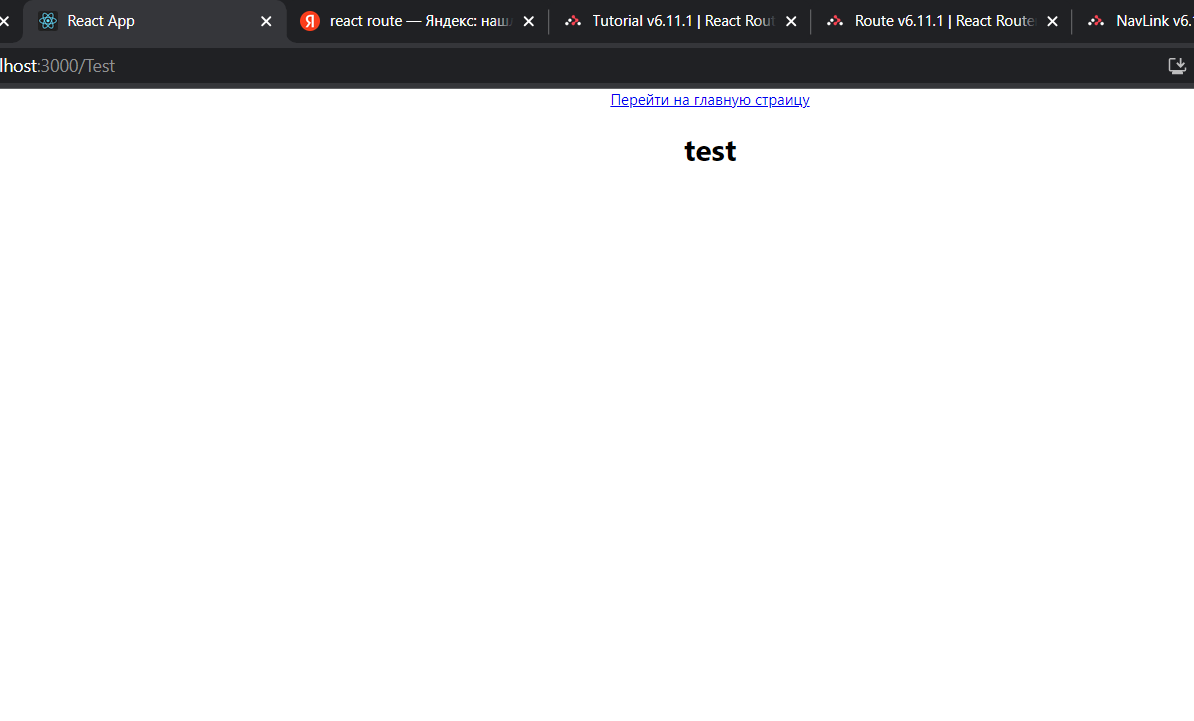 React App
react route — Яндекс: наш
Tutorial v6.11.1 | React Rout
Route v6.11.1 | React Route
NavLink v6.1
lhost:3000/Test
Перейти на главную страицу
test